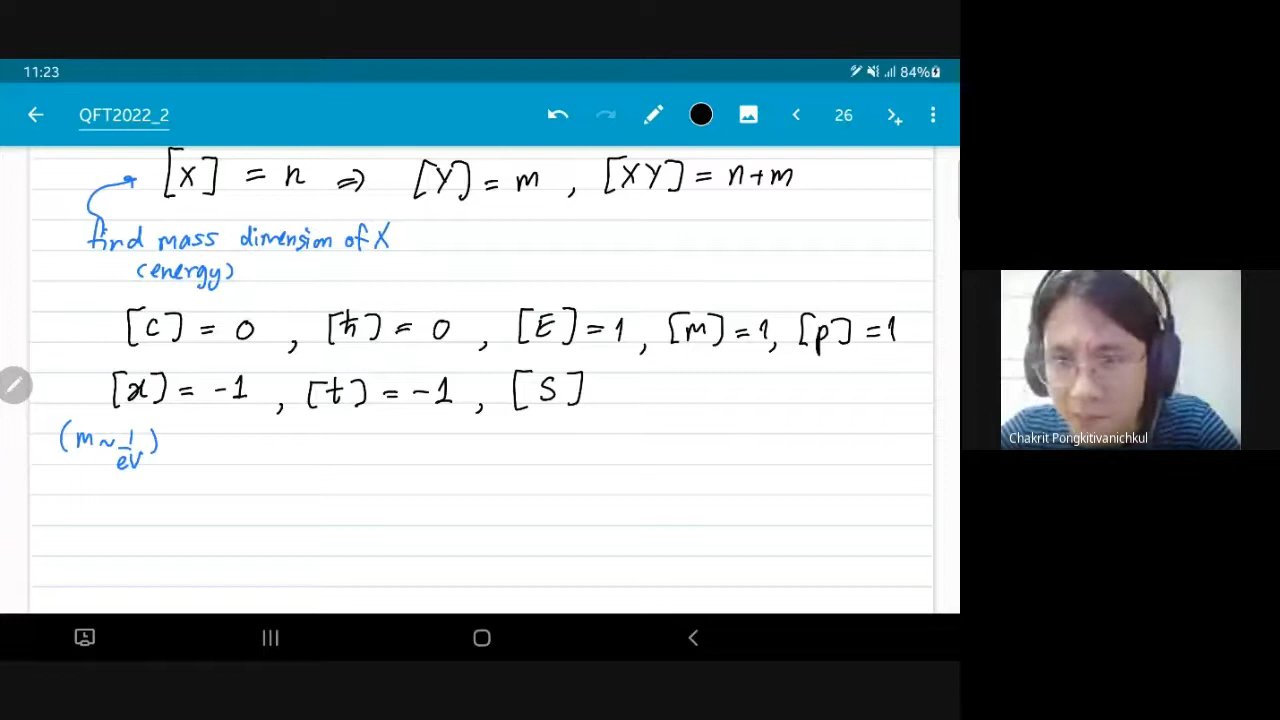 11:23
84%
QFT2022_2
26
[X] = n ⇒ [Y] = m , [XY] = n+m
find mass dimension of X
(energy)
[c] = 0 , [ħ] = 0 , [E] = 1 , [m] = 1, [p] = 1
[x] = -1 , [t] = -1 , [S]
(m ~ 1/eV)
Chakrit Pongkitivanichkul